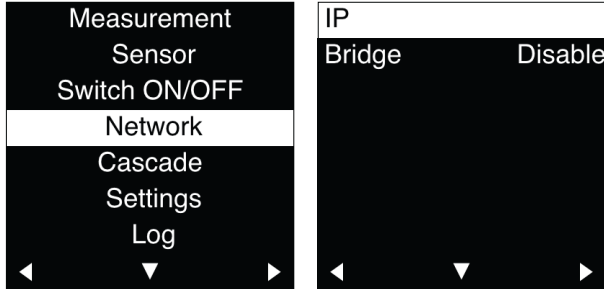 Measurement
Sensor
Switch ON/OFF
Network
Cascade
Settings
Log
IP
Bridge Disable